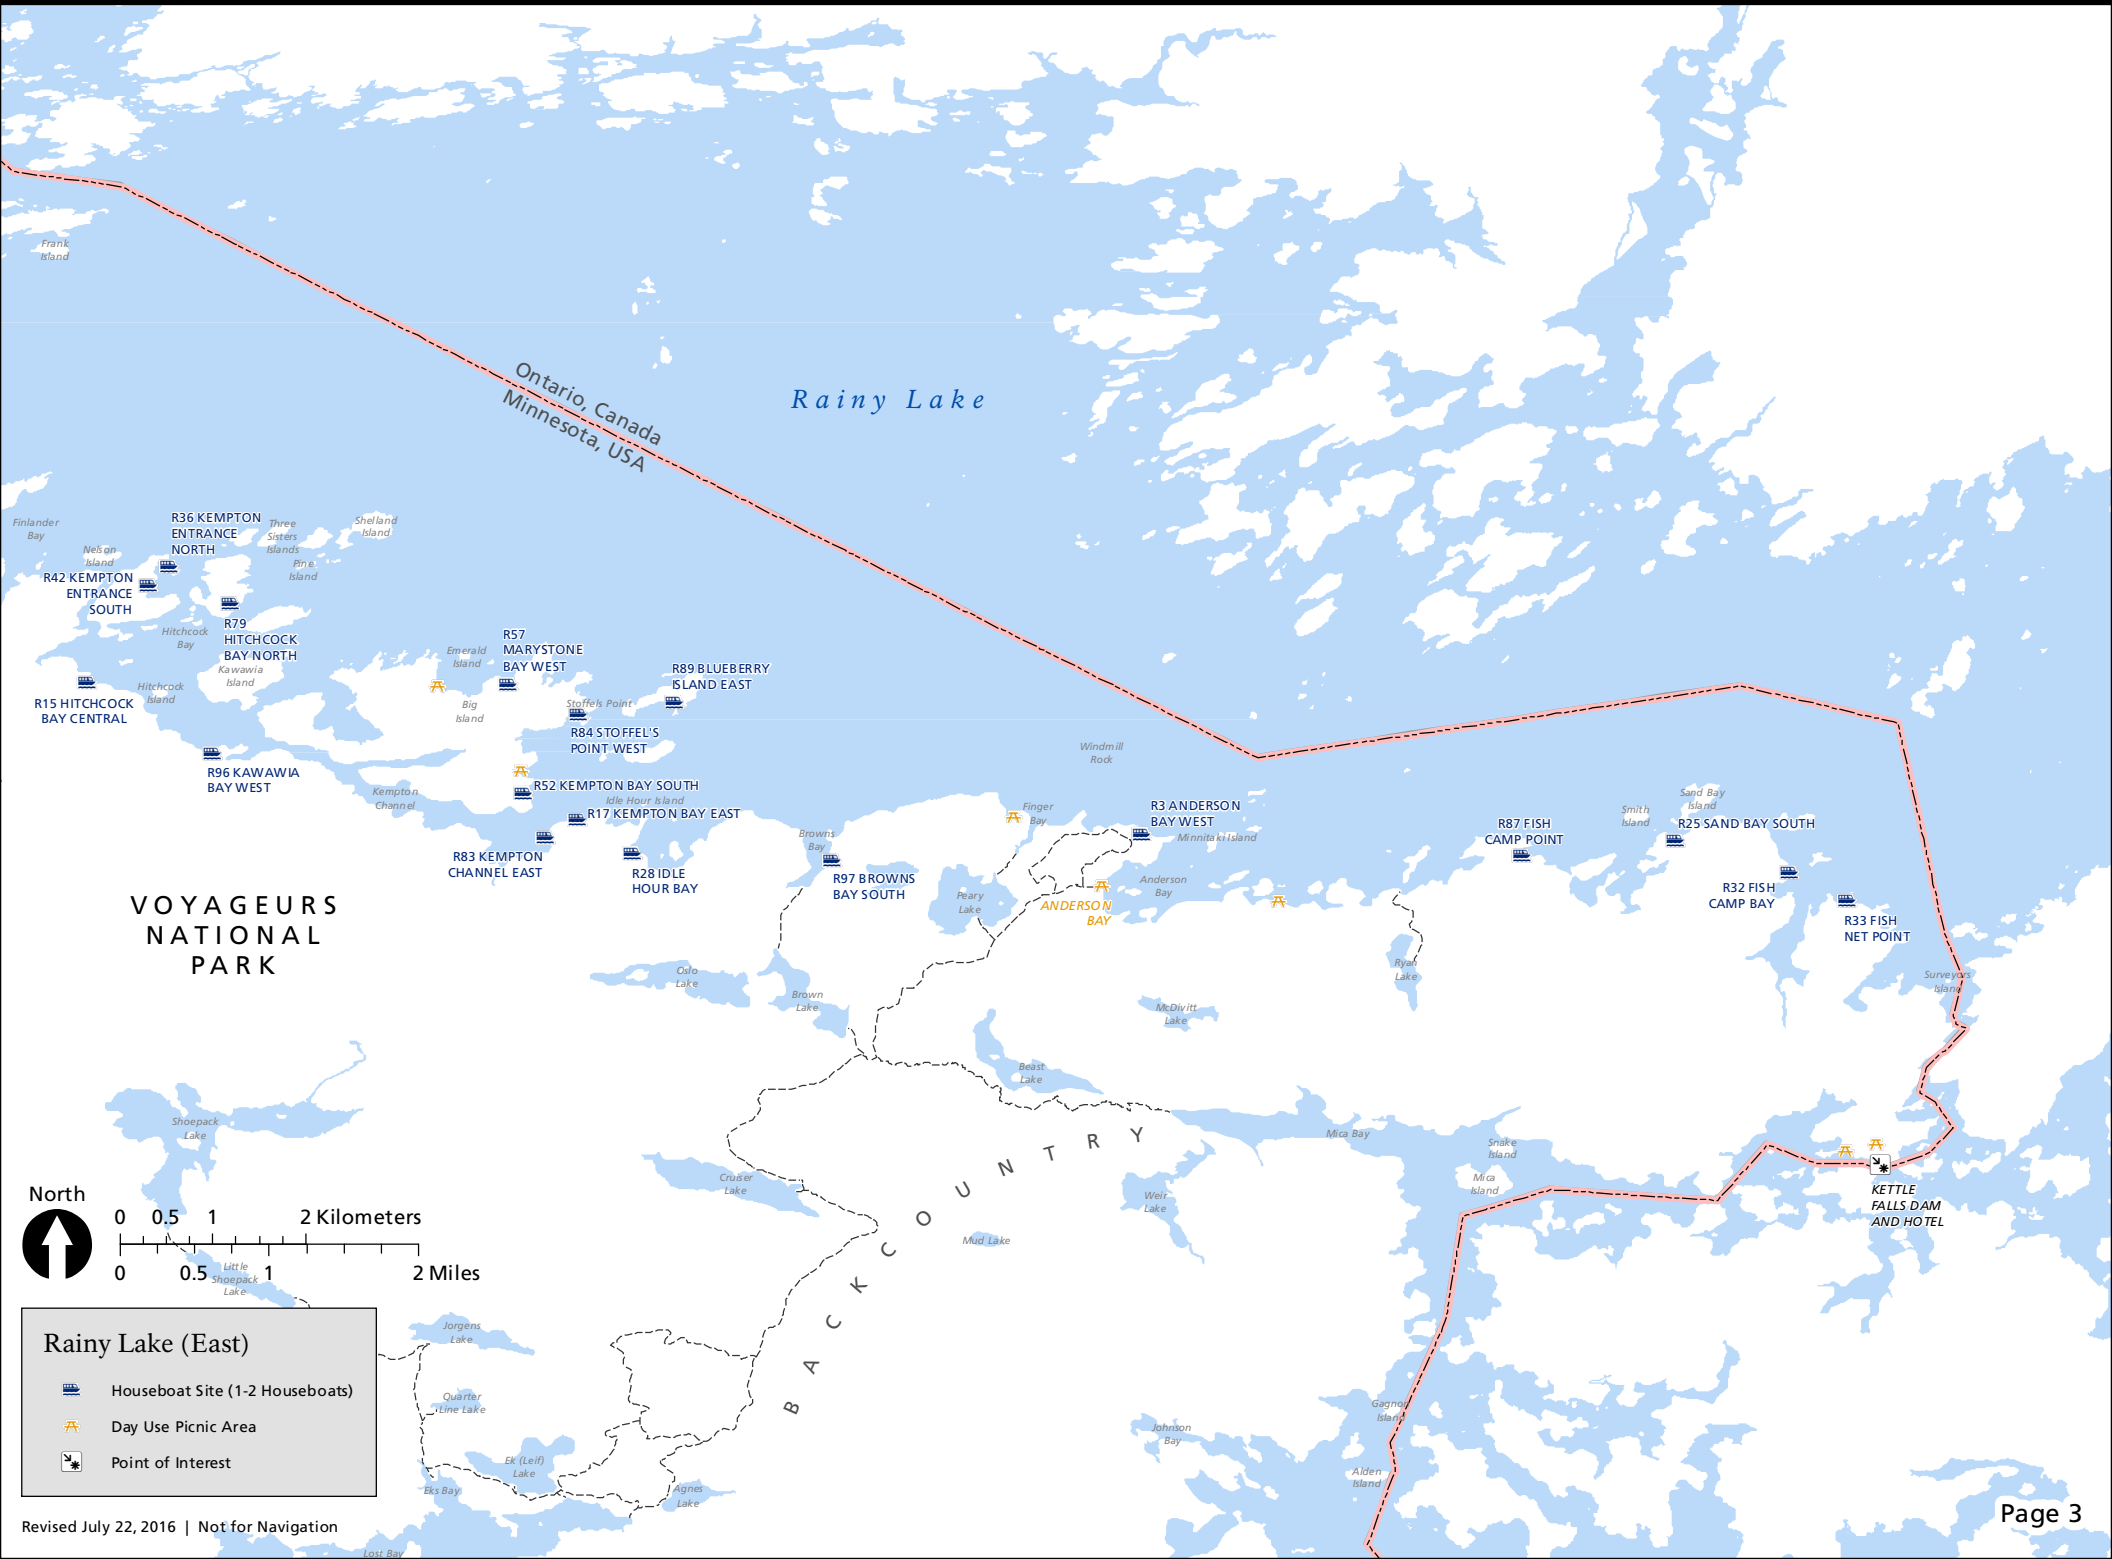 Frank
Island
Ontario, Canada
Minnesota, USA
Rainy Lake
Finlander
Bay
Nelson
Island
R36 KEMPTON
ENTRANCE
NORTH
Three
Sisters
Islands
Shelland
Island
Pine
Island
R42 KEMPTON
ENTRANCE
SOUTH
Hitchcock
Bay
R79
HITCHCOCK
BAY NORTH
Kawawia
Island
Hitchcock
Island
R15 HITCHCOCK
BAY CENTRAL
R96 KAWAWIA
BAY WEST
Emerald
Island
Big
Island
R57
MARYSTONE
BAY WEST
Stoffels Point
R89 BLUEBERRY
ISLAND EAST
R84 STOFFEL'S
POINT WEST
Kempton
Channel
R52 KEMPTON BAY SOUTH
Idle Hour Island
R17 KEMPTON BAY EAST
R83 KEMPTON
CHANNEL EAST
R28 IDLE
HOUR BAY
Browns
Bay
R97 BROWNS
BAY SOUTH
Windmill
Rock
Finger
Bay
R3 ANDERSON
BAY WEST
Minnitaki Island
Peary
Lake
Anderson
Bay
ANDERSON
BAY
R87 FISH
CAMP POINT
Smith
Island
Sand Bay
Island
R25 SAND BAY SOUTH
R32 FISH
CAMP BAY
R33 FISH
NET POINT
Surveyors
Island
VOYAGEURS
NATIONAL
PARK
Oslo
Lake
Brown
Lake
Ryan
Lake
McDivitt
Lake
Beast
Lake
Shoepack
Lake
Cruiser
Lake
BACKCOUNTRY
Mica Bay
Snake
Island
Mica
Island
Weir
Lake
Mud Lake
KETTLE
FALLS DAM
AND HOTEL
North
0 0.5 1 2 Kilometers
0 0.5 1 2 Miles
Little
Shoepack
Lake
Jorgens
Lake
Quarter
Line Lake
Ek (Leif)
Lake
Eks Bay
Agnes
Lake
Lost Bay
Johnson
Bay
Gagnon
Island
Alden
Island
Rainy Lake (East)
Houseboat Site (1-2 Houseboats)
Day Use Picnic Area
Point of Interest
Revised July 22, 2016 | Not for Navigation
Page 3